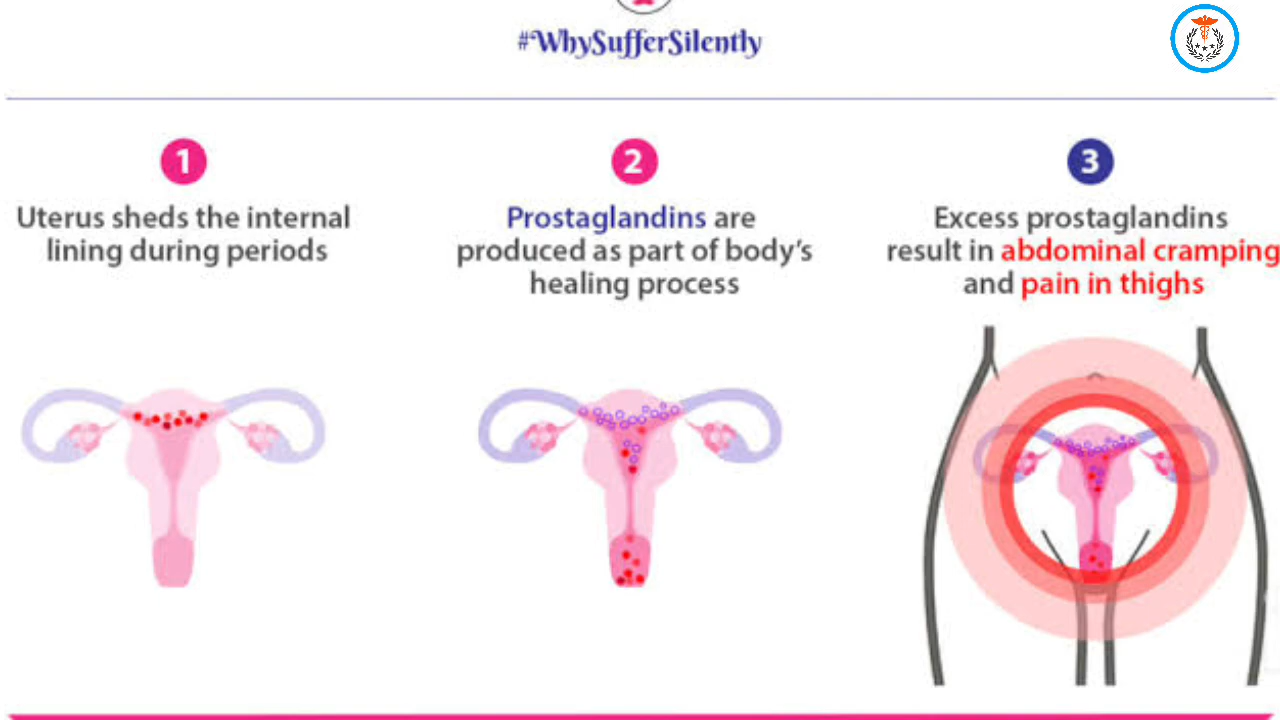 #WhySufferSilently
1
Uterus sheds the internal
lining during periods
2
Prostaglandins are
produced as part of body's
healing process
3
Excess prostaglandins
result in abdominal cramping
and pain in thighs